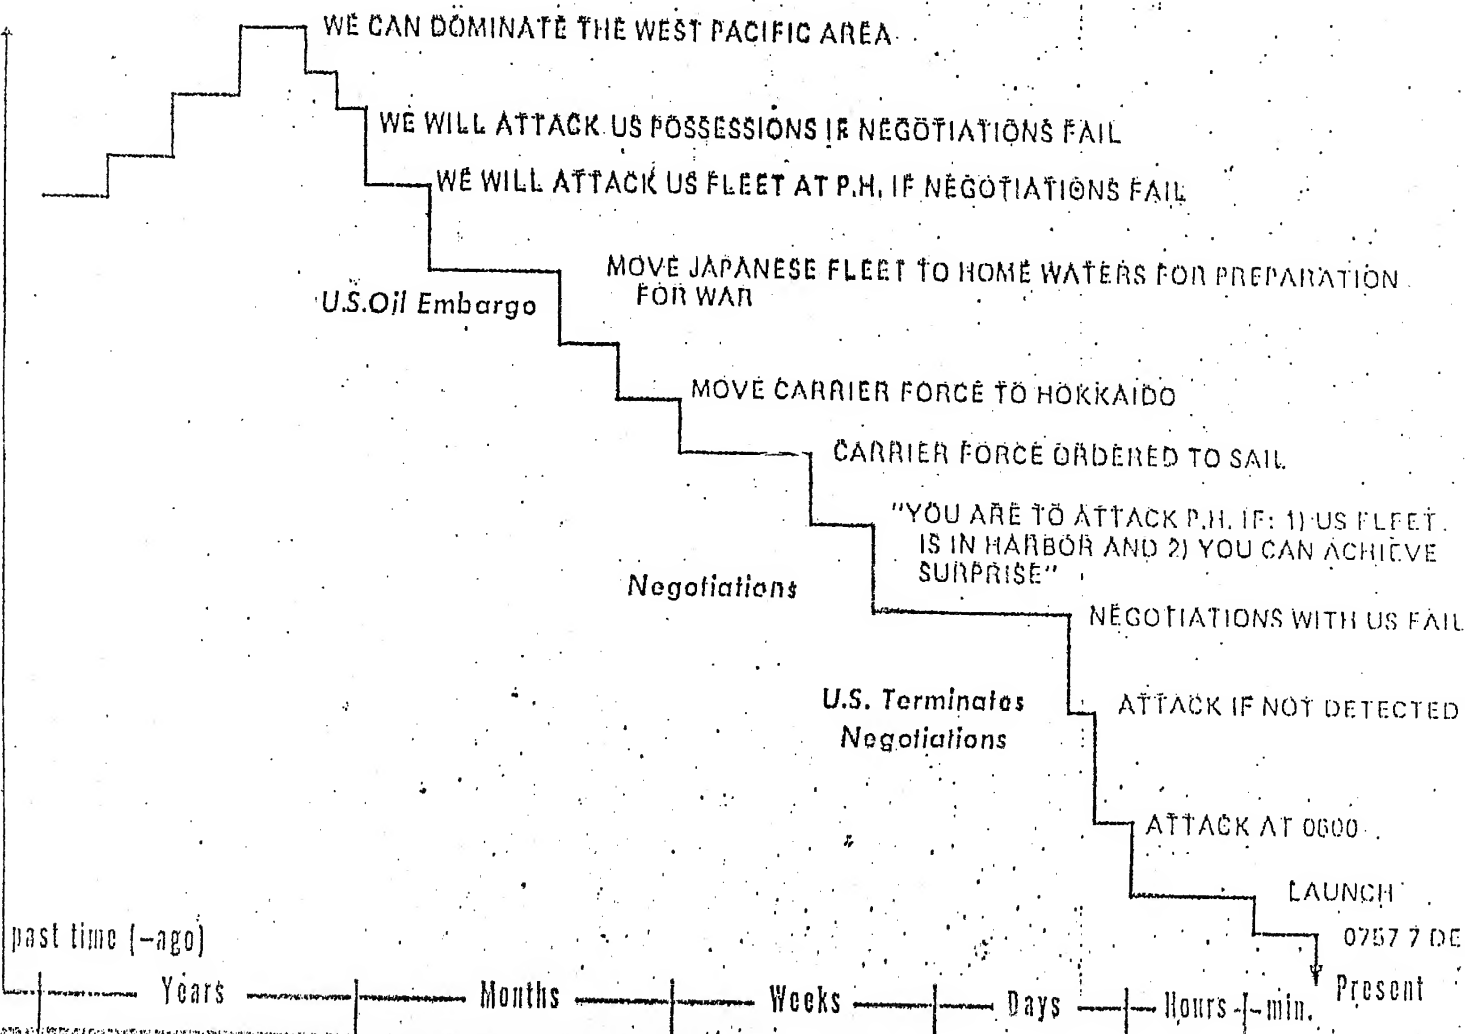 WE CAN DOMINATE THE WEST PACIFIC AREA
WE WILL ATTACK US POSSESSIONS IF NEGOTIATIONS FAIL
WE WILL ATTACK US FLEET AT P.H. IF NEGOTIATIONS FAIL
MOVE JAPANESE FLEET TO HOME WATERS FOR PREPARATION
FOR WAR
U.S. Oil Embargo
MOVE CARRIER FORCE TO HOKKAIDO
CARRIER FORCE ORDERED TO SAIL
"YOU ARE TO ATTACK P.H. IF: 1) US FLEET
IS IN HARBOR AND 2) YOU CAN ACHIEVE
SURPRISE"
Negotiations
NEGOTIATIONS WITH US FAIL
U.S. Terminates
Negotiations
ATTACK IF NOT DETECTED
ATTACK AT 0600
LAUNCH
0757 7 DE
past time (-ago)
Years
Months
Weeks
Days
Hours
min.
Present